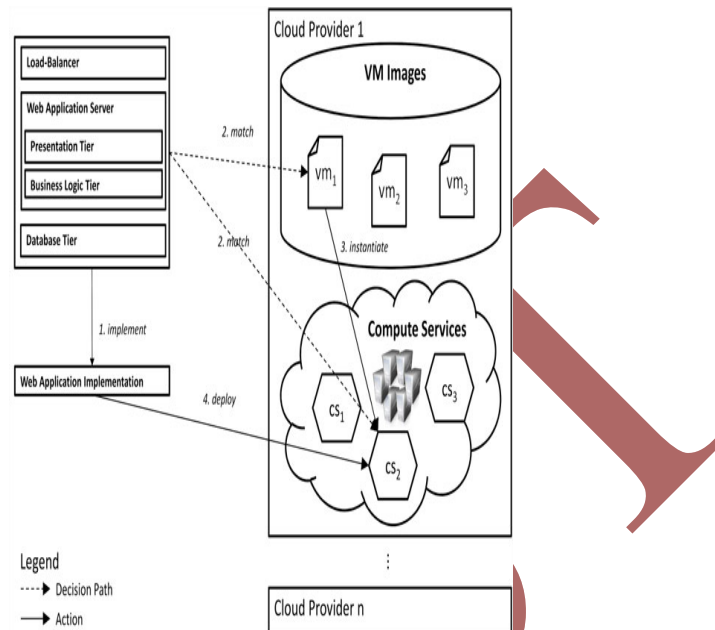 Cloud Provider 1
Load-Balancer
Web Application Server
Presentation Tier
Business Logic Tier
Database Tier
VM Images
vm1
vm2
vm3
2. match
2. match
3. instantiate
1. implement
Compute Services
cs1
cs2
cs3
Web Application Implementation
4. deploy
Legend
Decision Path
Action
⋮
Cloud Provider n